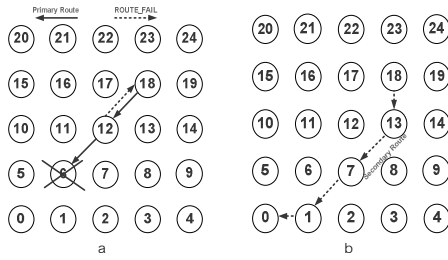 Primary Route ROUTE_FAIL
20 21 22 23 24
15 16 17 18 19
10 11 12 13 14
5 6 7 8 9
0 1 2 3 4
a
20 21 22 23 24
15 16 17 18 19
10 11 12 13 14
5 6 7 8 9
Secondary Route
0 1 2 3 4
b